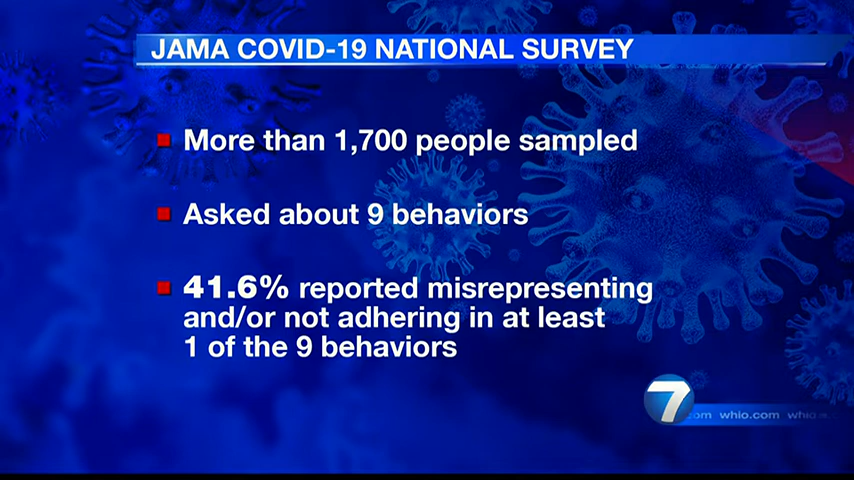 JAMA COVID-19 NATIONAL SURVEY
More than 1,700 people sampled
Asked about 9 behaviors
41.6% reported misrepresenting
and/or not adhering in at least
1 of the 9 behaviors
7
.com whio.com